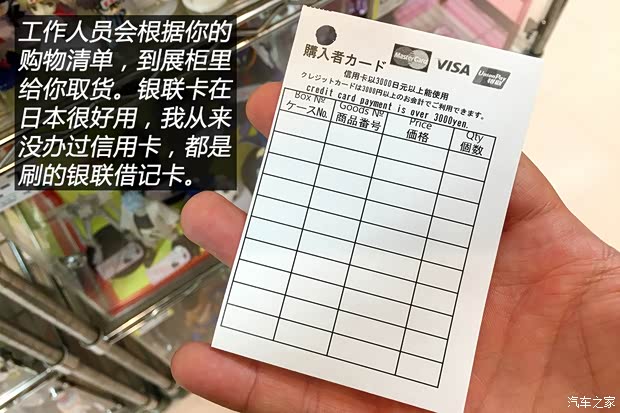 工作人员会根据你的
购物清单，到展柜里
给你取货。银联卡在
日本很好用，我从来
没办过信用卡，都是
刷的银联借记卡。
購入者カード MasterCard VISA UnionPay 银联
信用卡以3000日元以上能使用
クレジットカードは3000円以上のお会計でご利用できます。
credit card payment is over 3000yen.
Box № Goods № Price Qty
ケースNo. 商品番号 価格 個数
汽车之家